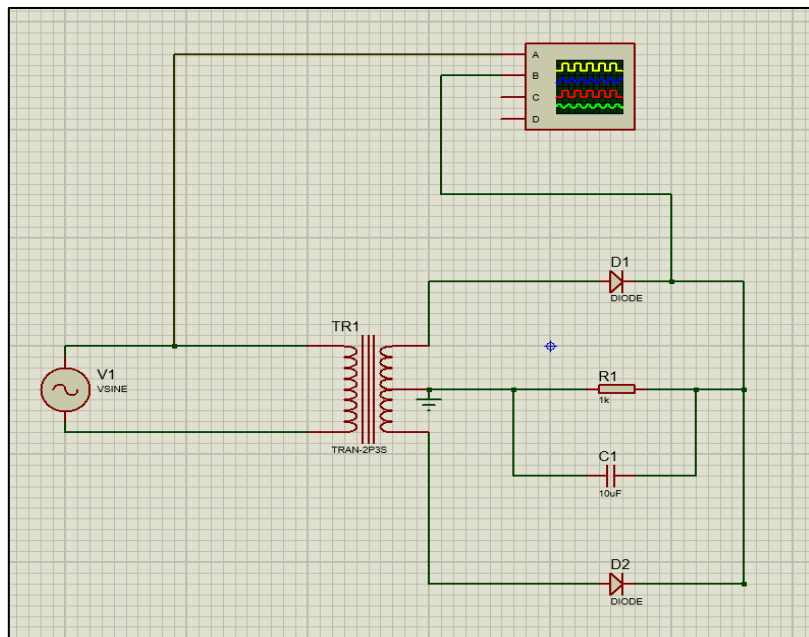 A
B
C
D
D1
DIODE
TR1
V1
VSINE
R1
1k
TRAN-2P3S
C1
10uF
D2
DIODE